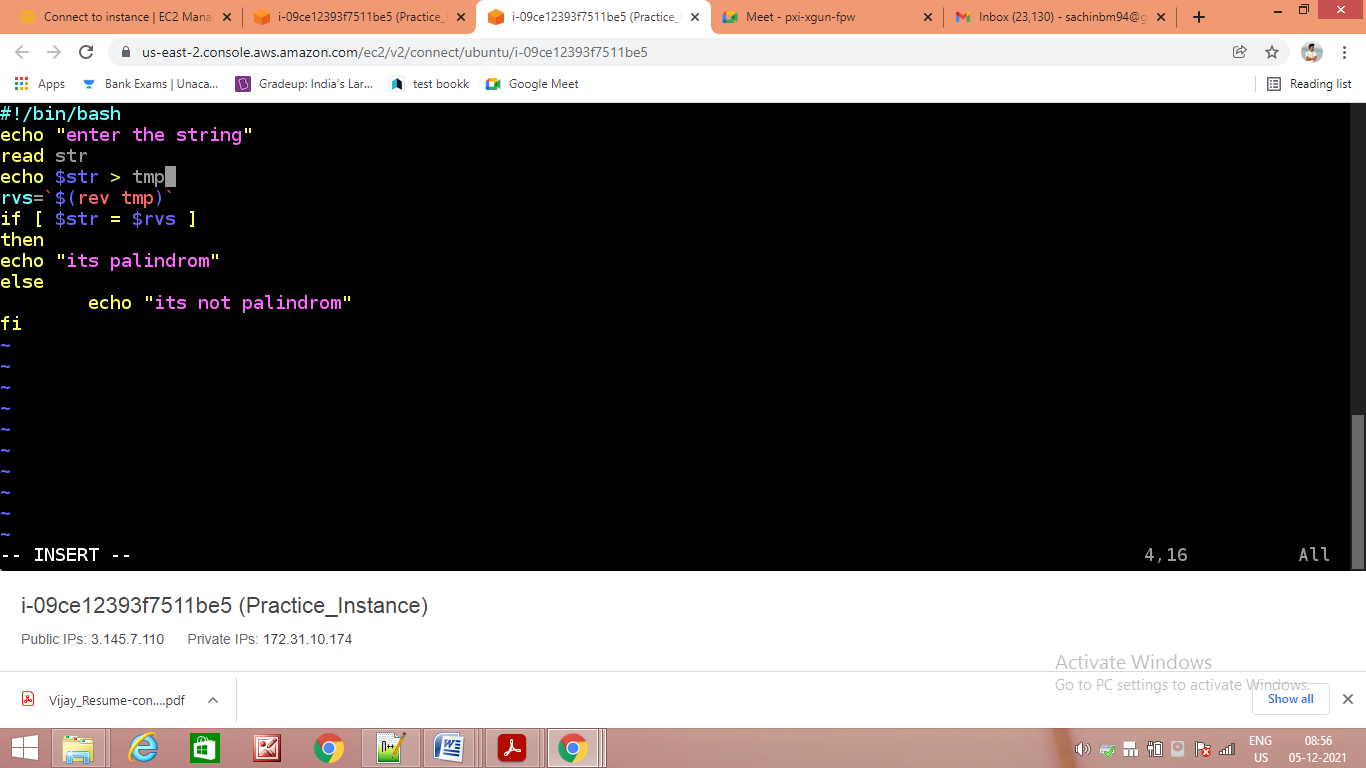 Connect to instance | EC2 Mana
i-09ce12393f7511be5 (Practice_
i-09ce12393f7511be5 (Practice_
Meet - pxi-xgun-fpw
Inbox (23,130) - sachinbm94@g
us-east-2.console.aws.amazon.com/ec2/v2/connect/ubuntu/i-09ce12393f7511be5
Apps
Bank Exams | Unaca...
Gradeup: India's Lar...
test bookk
Google Meet
Reading list
#!/bin/bash
echo "enter the string"
read str
echo $str > tmp
rvs=`$(rev tmp)`
if [ $str = $rvs ]
then
echo "its palindrom"
else
        echo "its not palindrom"
fi
~
~
~
~
~
~
~
~
~
~
-- INSERT -- 4,16 All
i-09ce12393f7511be5 (Practice_Instance)
Public IPs: 3.145.7.110 Private IPs: 172.31.10.174
Activate Windows
Go to PC settings to activate Windows.
Vijay_Resume-con....pdf
Show all
ENG
US
08:56
05-12-2021